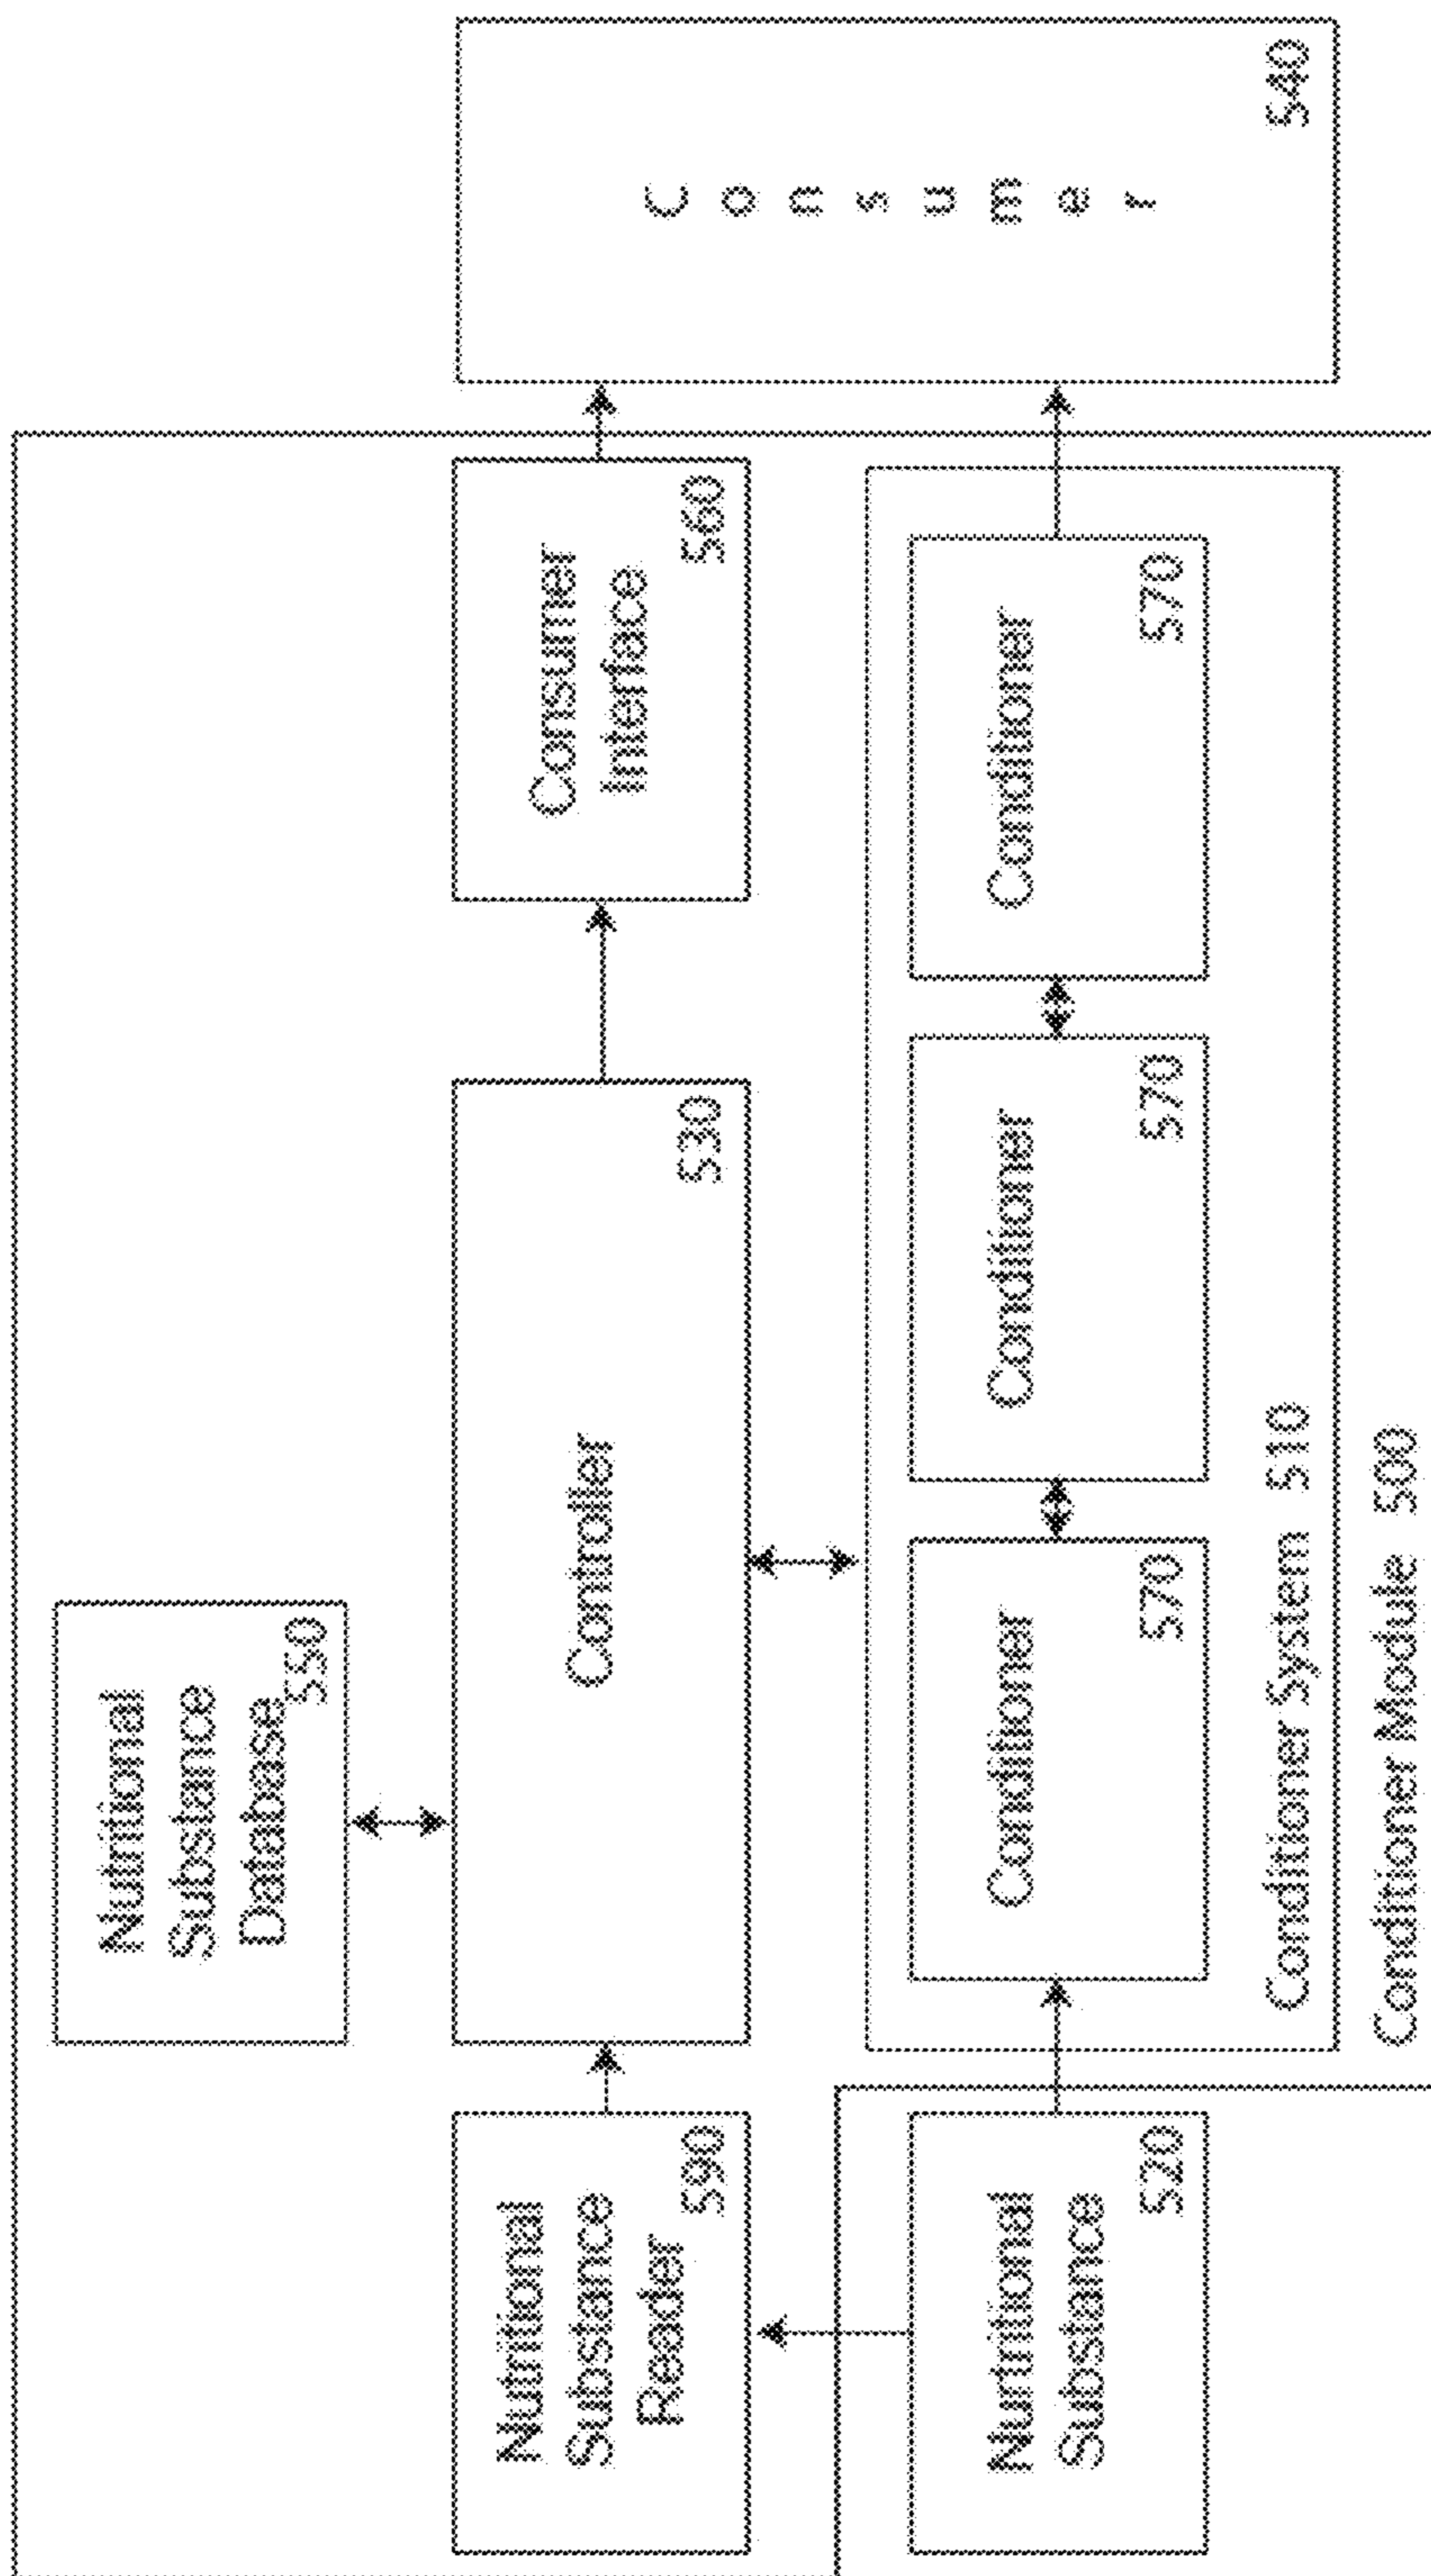 Nutritional
Substance
Database
550
Nutritional
Substance
Reader
590
Controller
530
Consumer
Interface
560
Consumer
540
Nurtritional
Substance
520
Conditioner
570
Conditioner
570
Conditioner
570
Conditioner System 510
Conditioner Module 500